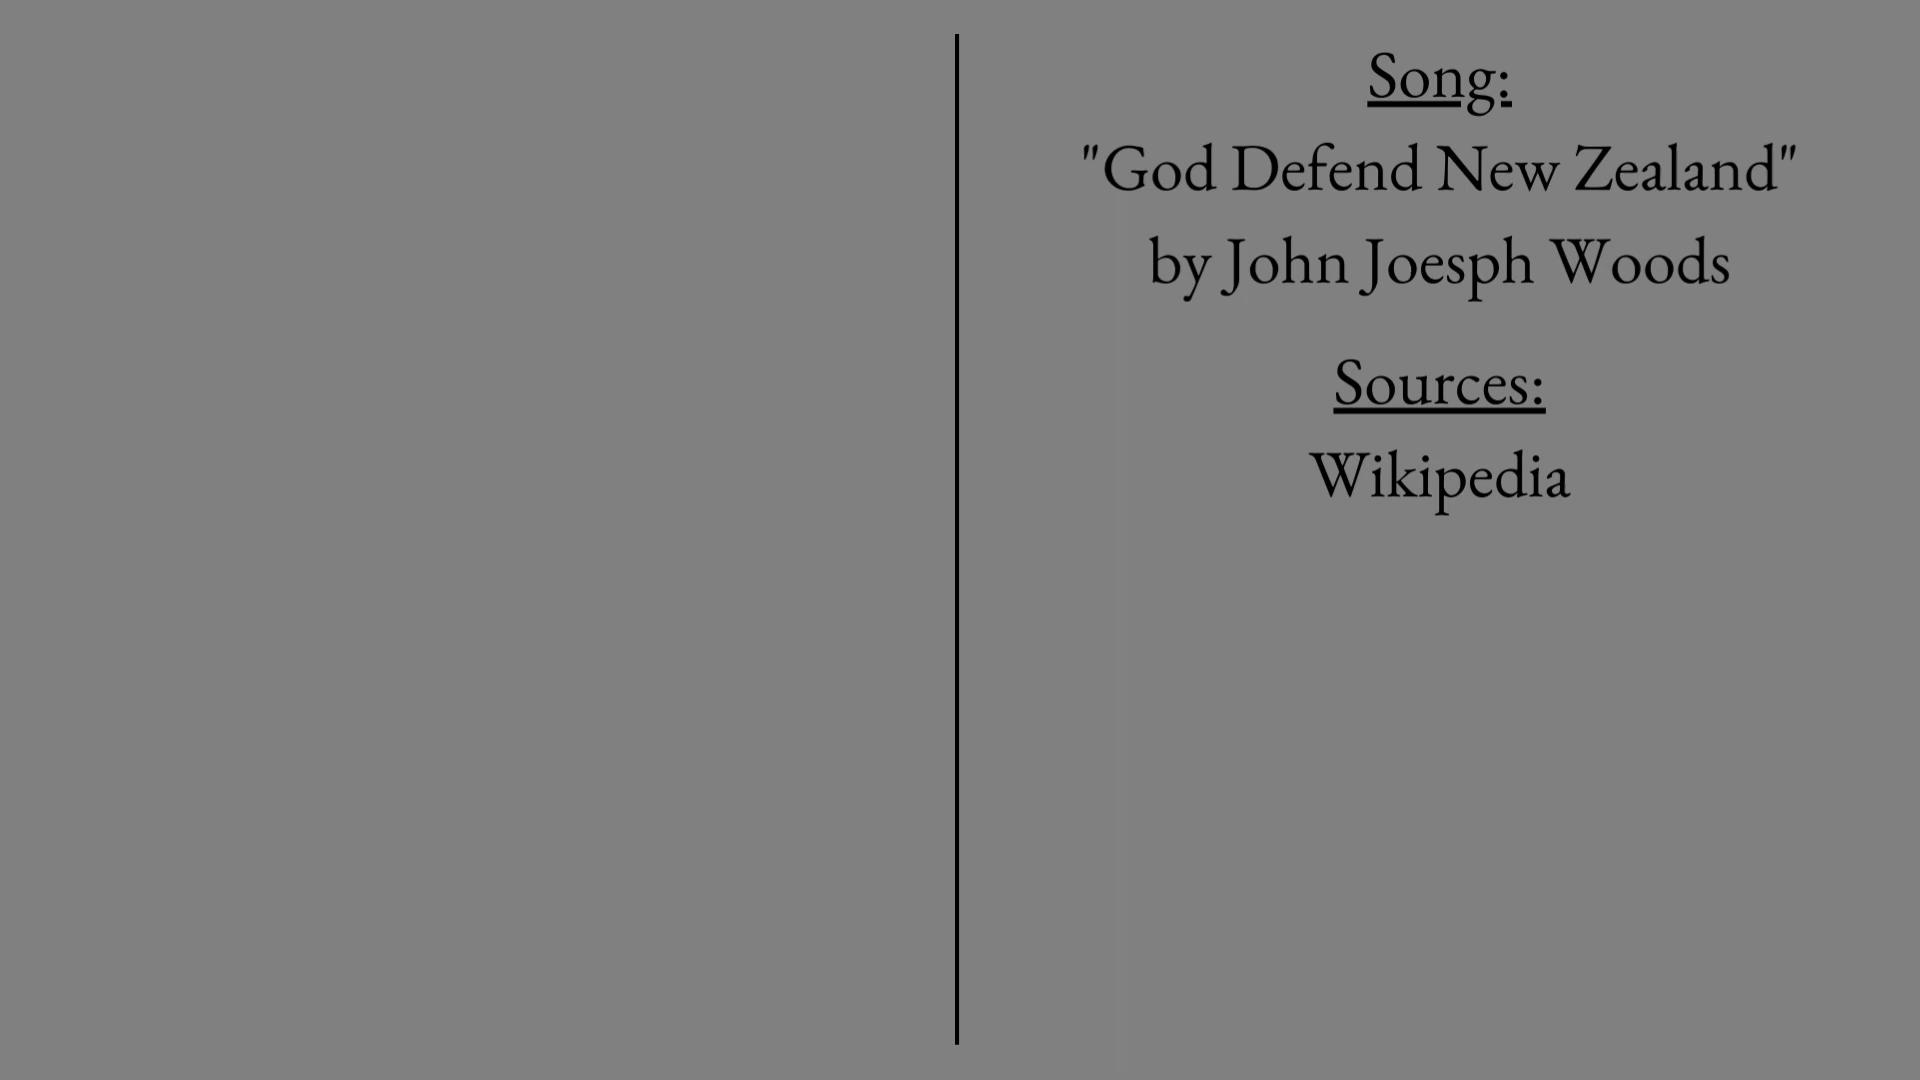 Song:
"God Defend New Zealand"
by John Joesph Woods
Sources:
Wikipedia